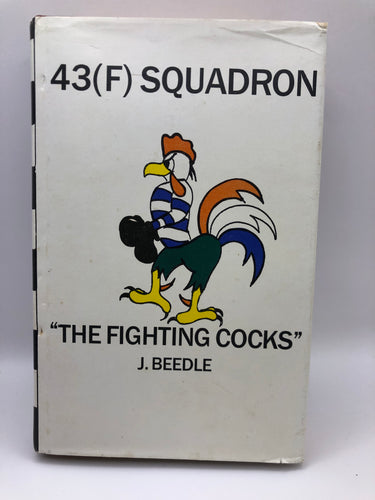 43(F) SQUADRON
"THE FIGHTING COCKS"
J. BEEDLE